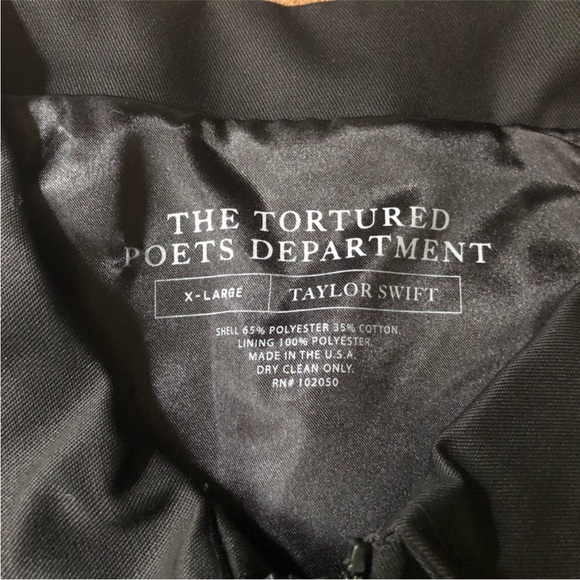 THE TORTURED
POETS DEPARTMENT
X-LARGE TAYLOR SWIFT
SHELL 65% POLYESTER 35% COTTON.
LINING 100% POLYESTER.
MADE IN THE U.S.A.
DRY CLEAN ONLY.
RN# 102050